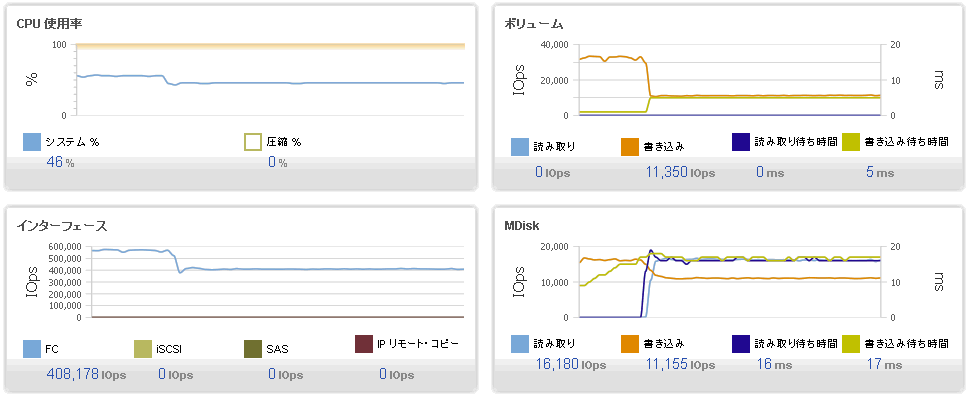 CPU 使用率
100
%
0
システム %
圧縮 %
46 %
0 %
ボリューム
40,000
20,000
0
IOps
20
10
0
ms
読み取り
書き込み
読み取り待ち時間
書き込み待ち時間
0 IOps
11,350 IOps
0 ms
5 ms
インターフェース
600,000
500,000
400,000
300,000
200,000
100,000
0
IOps
FC
iSCSI
SAS
IP リモート・コピー
408,178 IOps
0 IOps
0 IOps
0 IOps
MDisk
20,000
10,000
0
IOps
20
10
0
ms
読み取り
書き込み
読み取り待ち時間
書き込み待ち時間
16,180 IOps
11,155 IOps
16 ms
17 ms